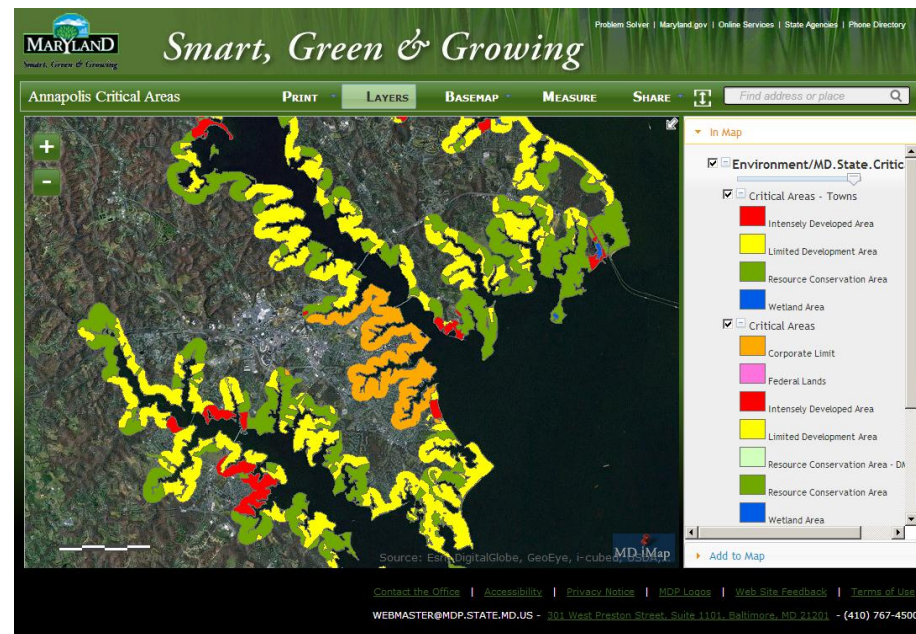 Problem Solver | Maryland.gov | Online Services | State Agencies | Phone Directory
MARYLAND
Smart, Green & Growing
Smart, Green & Growing
Annapolis Critical Areas PRINT LAYERS BASEMAP MEASURE SHARE Find address or place
+
-
In Map
Environment/MD.State.Critic
Critical Areas - Towns
Intensely Developed Area
Limited Development Area
Resource Conservation Area
Wetland Area
Critical Areas
Corporate Limit
Federal Lands
Intensely Developed Area
Limited Development Area
Resource Conservation Area - DN
Resource Conservation Area
Wetland Area
Source: Esri, DigitalGlobe, GeoEye, i-cubed, USDA,
MD iMap
Add to Map
Contact the Office | Accessibility | Privacy Notice | MDP Logos | Web Site Feedback | Terms of Use
WEBMASTER@MDP.STATE.MD.US - 301 West Preston Street, Suite 1101, Baltimore, MD 21201 - (410) 767-4500